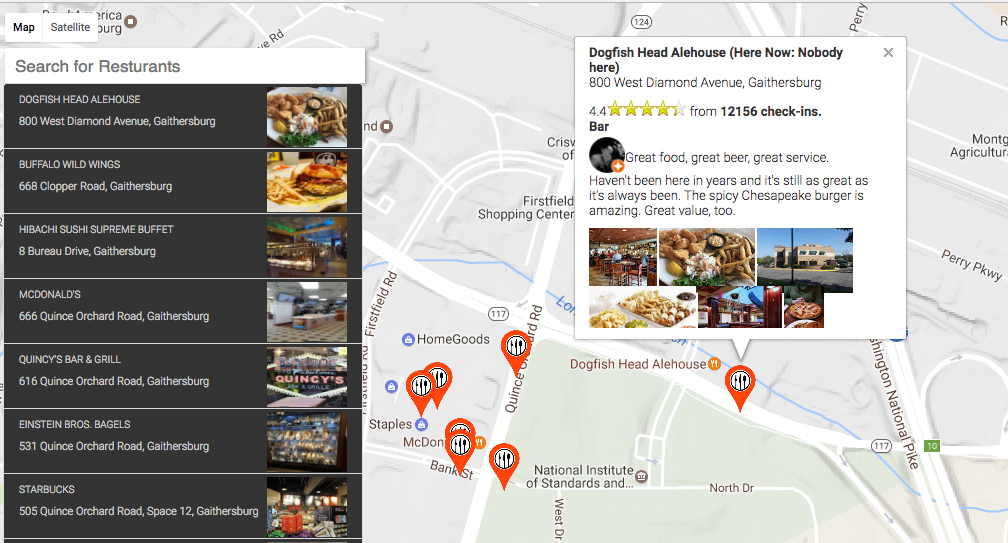 America
burg
Map
Satellite
Search for Resturants
DOGFISH HEAD ALEHOUSE
800 West Diamond Avenue, Gaithersburg
BUFFALO WILD WINGS
668 Clopper Road, Gaithersburg
HIBACHI SUSHI SUPREME BUFFET
8 Bureau Drive, Gaithersburg
MCDONALD'S
666 Quince Orchard Road, Gaithersburg
QUINCY'S BAR & GRILL
616 Quince Orchard Road, Gaithersburg
QUINCY'S
EINSTEIN BROS. BAGELS
531 Quince Orchard Road, Gaithersburg
STARBUCKS
505 Quince Orchard Road, Space 12, Gaithersburg
Dogfish Head Alehouse (Here Now: Nobody
here)
800 West Diamond Avenue, Gaithersburg
4.4 from 12156 check-ins.
Bar
Great food, great beer, great service.
Haven't been here in years and it's still as great as
it's always been. The spicy Chesapeake burger is
amazing. Great value, too.
124
Perry
Rd
nd
Crisw
of
Firstfield
Shopping Center
Montg
Agricultura
Perry Pkwy
Firstfield Rd
117
HomeGoods
Quince Orchard Rd
Lon
Dogfish Head Alehouse
Firstfield Rd
Staples
McDon
Bank St
National Institute
of Standards and...
North Dr
West Dr
117
10
shington National Pike